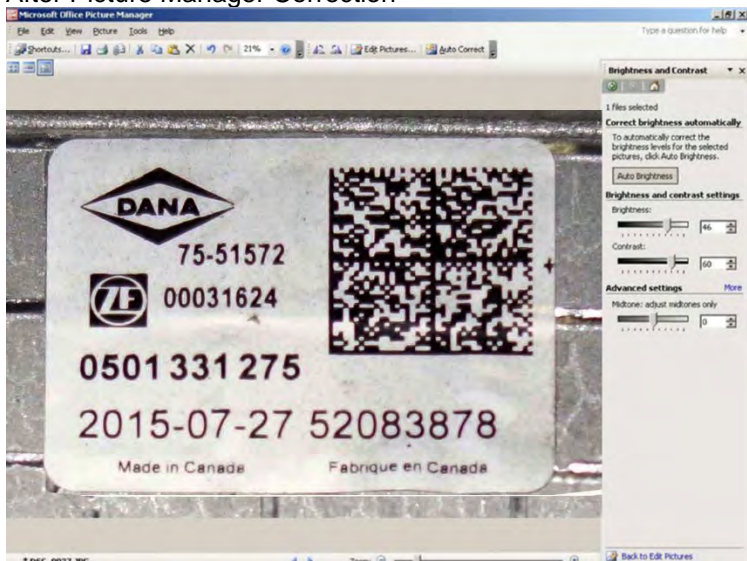 After Picture Manager Correction
Microsoft Office Picture Manager
File Edit View Picture Tools Help
Type a question for help
Shortcuts... 21% Edit Pictures... Auto Correct
Brightness and Contrast
1 files selected
Correct brightness automatically
To automatically correct the
brightness levels for the selected
pictures, click Auto Brightness.
Auto Brightness
Brightness and contrast settings
Brightness:
46
Contrast:
60
Advanced settings More
Midtone: adjust midtones only
0
DANA
75-51572
ZF 00031624
0501 331 275
2015-07-27 52083878
Made in Canada Fabrique en Canada
Zoom:
Back to Edit Pictures